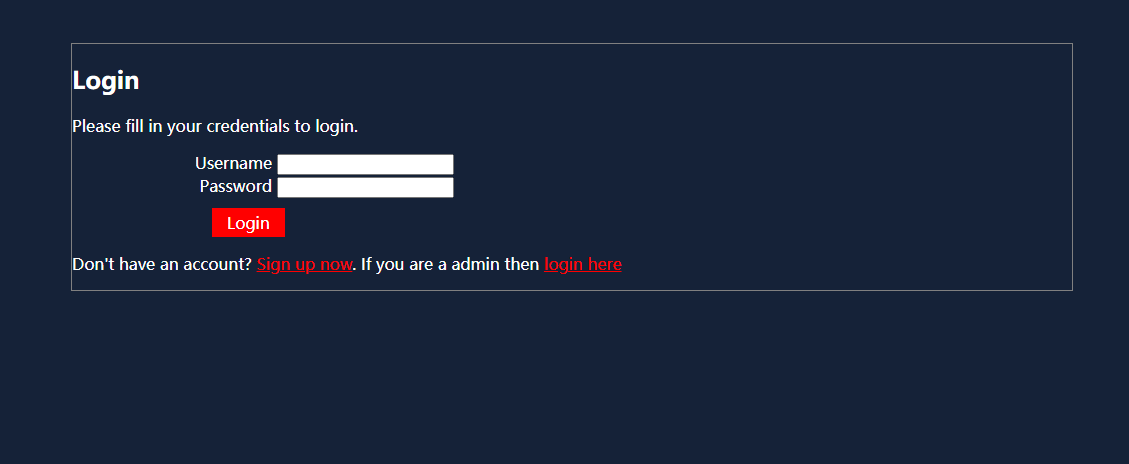 Login
Please fill in your credentials to login.
Username
Password
Login
Don't have an account? Sign up now. If you are a admin then login here